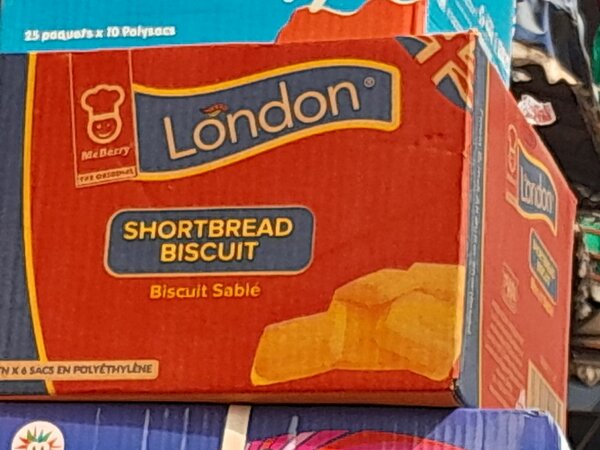 25 paquets x 10 Polysacs
McBerry
THE ORIGINAL
London®
SHORTBREAD
BISCUIT
Biscuit Sablé
X 6 SACS EN POLYÉTHYLÈNE
London